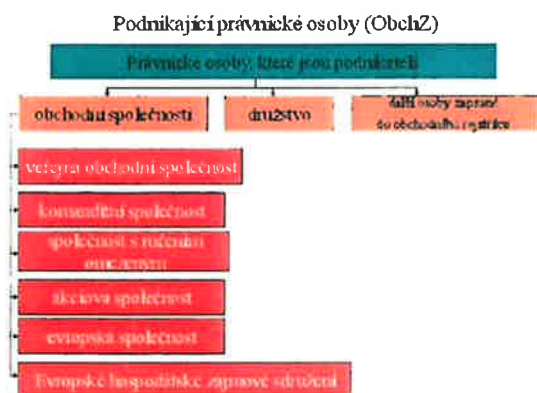 Podnikající právnické osoby (ObchZ)
Právnické osoby, které jsou podnikateli
obchodní společnosti
družstvo
další osoby zapsané
do obchodního rejstříku
veřejná obchodní společnost
komanditní společnost
společnost s ručením
omezeným
akciová společnost
evropská společnost
Evropské hospodářské zájmové sdružení